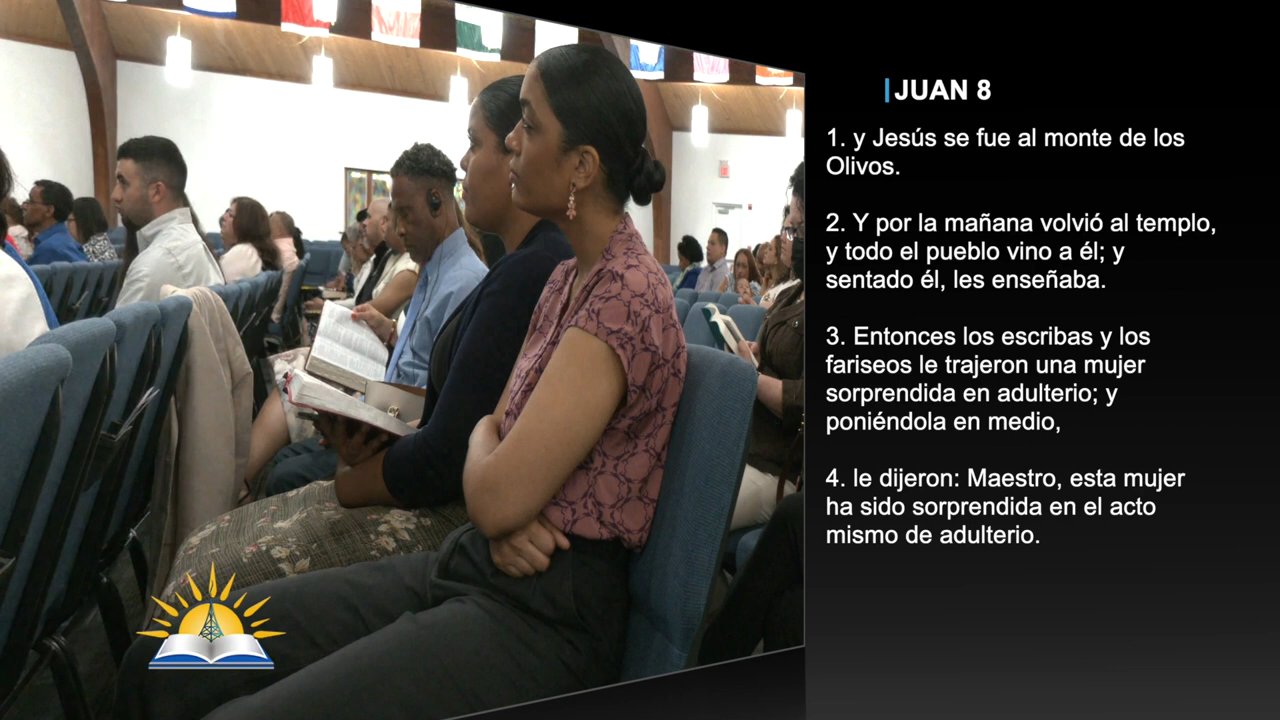 JUAN 8
1. y Jesús se fue al monte de los
Olivos.
2. Y por la mañana volvió al templo,
y todo el pueblo vino a él; y
sentado él, les enseñaba.
3. Entonces los escribas y los
fariseos le trajeron una mujer
sorprendida en adulterio; y
poniéndola en medio,
4. le dijeron: Maestro, esta mujer
ha sido sorprendida en el acto
mismo de adulterio.